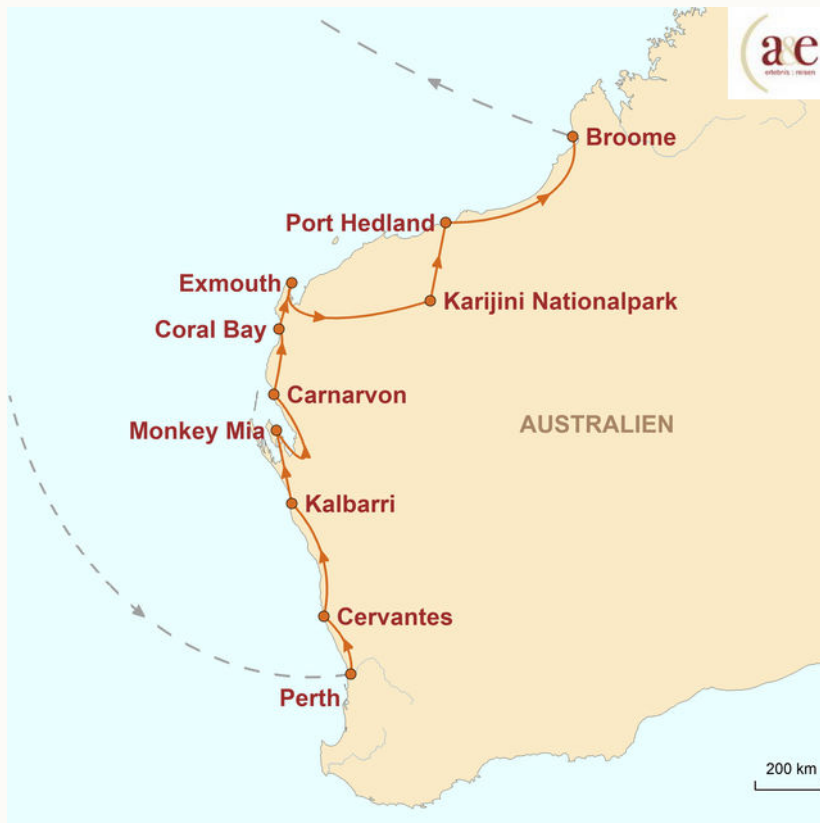 a&e
erlebnis : reisen
Broome
Port Hedland
Exmouth
Karijini Nationalpark
Coral Bay
Carnarvon
Monkey Mia
AUSTRALIEN
Kalbarri
Cervantes
Perth
200 km